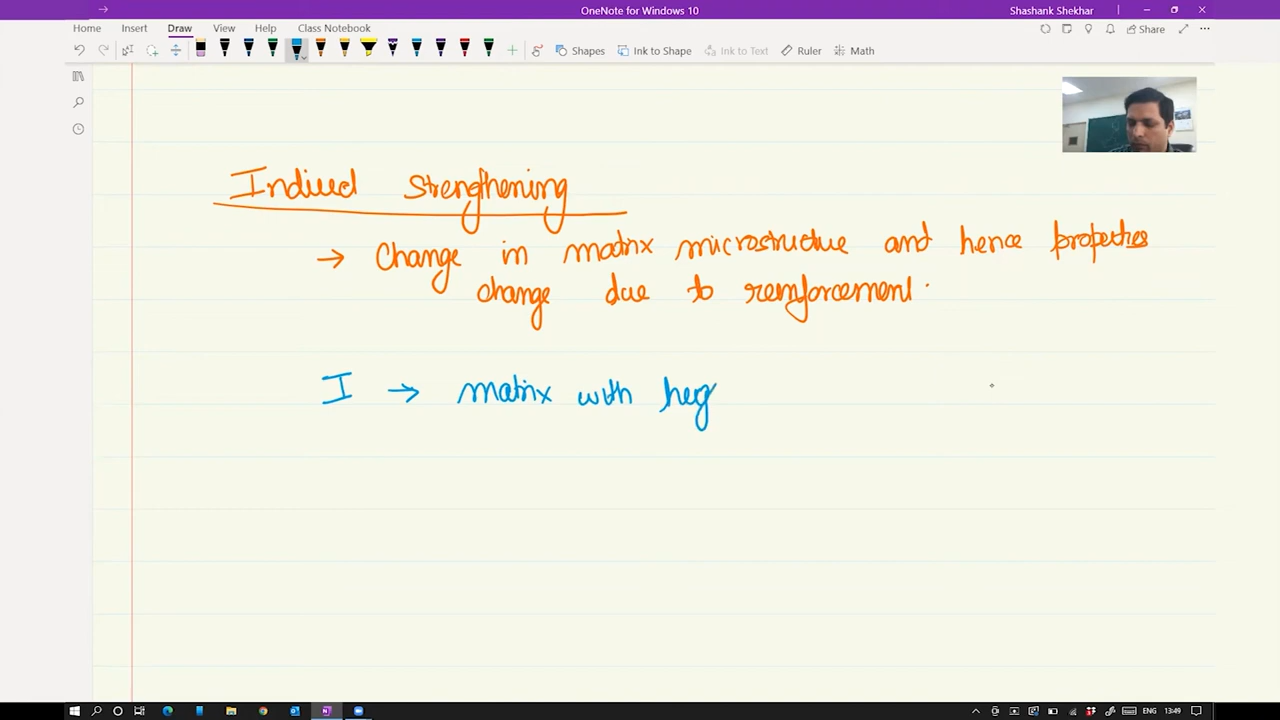 OneNote for Windows 10
Shashank Shekhar
Home Insert Draw View Help Class Notebook
Share
Shapes Ink to Shape Ink to Text Ruler Math
Indirect Strengthening
→ Change in matrix microstructure and hence properties
change due to reinforcement.
I → matrix with heg
ENG 13:49